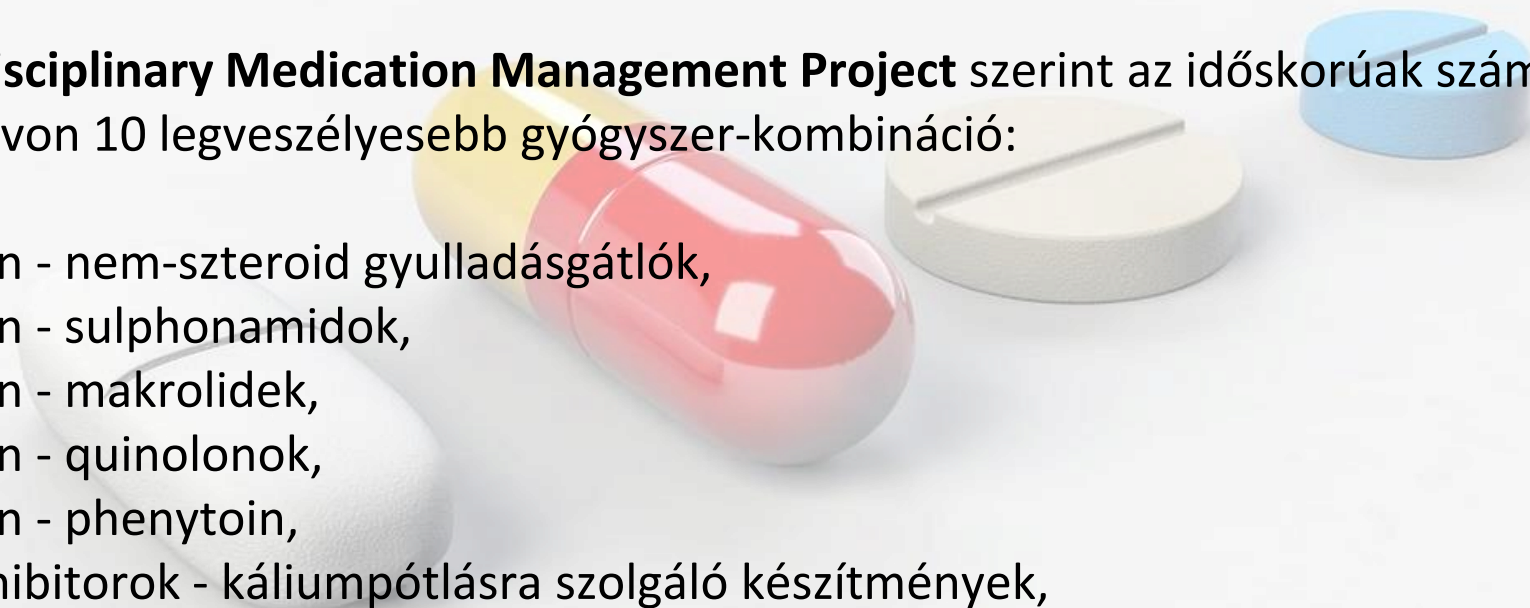 isciplinary Medication Management Project szerint az időskorúak szám
von 10 legveszélyesebb gyógyszer-kombináció:
n - nem-szteroid gyulladásgátlók,
n - sulphonamidok,
n - makrolidek,
n - quinolonok,
n - phenytoin,
hibitorok - káliumpótlásra szolgáló készítmények,